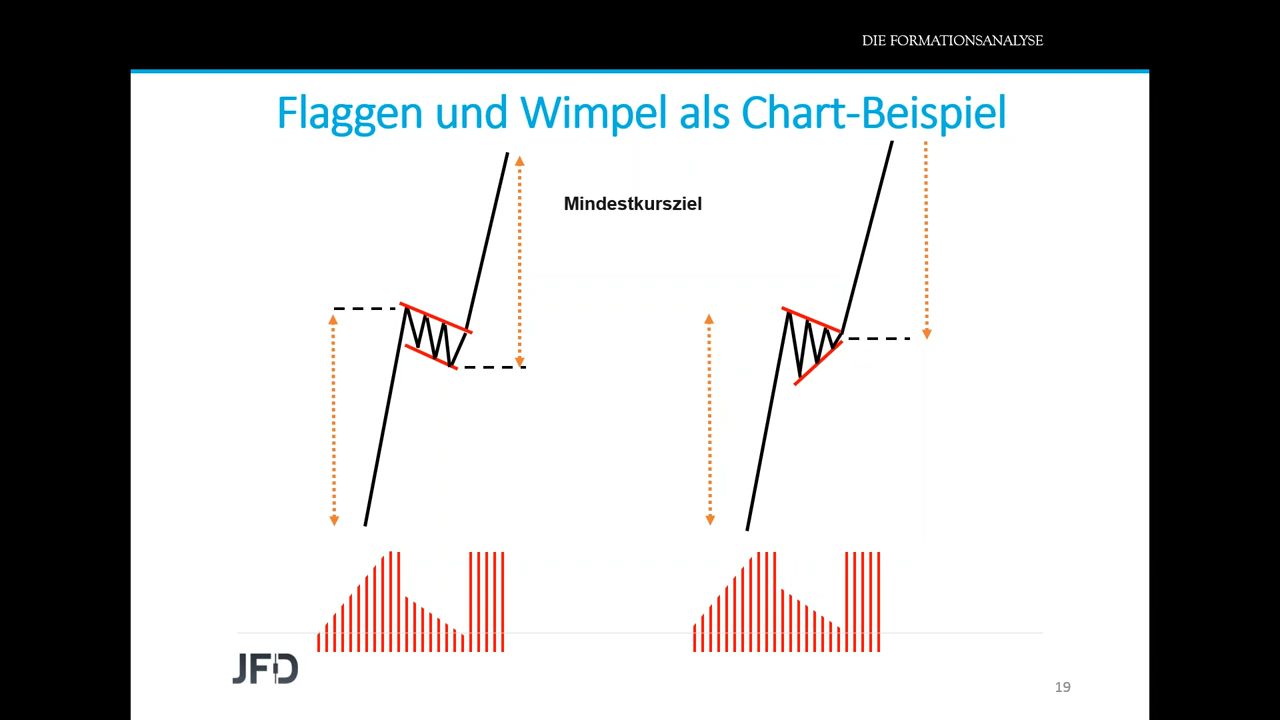 DIE FORMATIONSANALYSE
Flaggen und Wimpel als Chart-Beispiel
Mindestkursziel
JFD
19